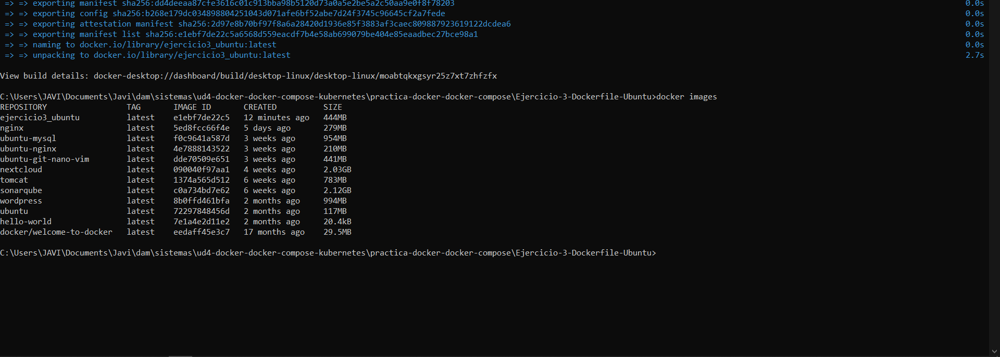 => => exporting manifest sha256:dd4deeaa87cfe3616c01c913bba98b5120d73a0a5e2be5a2c50aa9e0f8f78203 0.0s
=> => exporting config sha256:b268e179dc034898804251043d071afe6bf52abe7d24f3745c96645cf2a7fede 0.0s
=> => exporting attestation manifest sha256:2d97e8b70bf97f8a6a28420d1936e85f3883af3caec809887923619122dcdea6 0.0s
=> => exporting manifest list sha256:e1ebf7de22c5a6568d559eacdf7b4e58ab699079be404e85eaadbec27bce98a1 0.0s
=> => naming to docker.io/library/ejercicio3_ubuntu:latest 0.0s
=> => unpacking to docker.io/library/ejercicio3_ubuntu:latest 2.7s
View build details: docker-desktop://dashboard/build/desktop-linux/desktop-linux/moabtqkxgsyr25z7xt7zhfzfx
C:\Users\JAVI\Documents\Javi\dam\sistemas\ud4-docker-docker-compose-kubernetes\practica-docker-docker-compose\Ejercicio-3-Dockerfile-Ubuntu>docker images
REPOSITORY TAG IMAGE ID CREATED SIZE
ejercicio3_ubuntu latest e1ebf7de22c5 12 minutes ago 444MB
nginx latest 5ed8fcc66f4e 5 days ago 279MB
ubuntu-mysql latest f0c9641a587d 3 weeks ago 954MB
ubuntu-nginx latest 4e7888143522 3 weeks ago 210MB
ubuntu-git-nano-vim latest dde70509e651 3 weeks ago 441MB
nextcloud latest 090040f97aa1 4 weeks ago 2.03GB
tomcat latest 1374a565d512 6 weeks ago 783MB
sonarqube latest c0a734bd7e62 6 weeks ago 2.12GB
wordpress latest 8b0ffd461bfa 2 months ago 994MB
ubuntu latest 72297848456d 2 months ago 117MB
hello-world latest 7e1a4e2d11e2 2 months ago 20.4kB
docker/welcome-to-docker latest eedaff45e3c7 17 months ago 29.5MB
C:\Users\JAVI\Documents\Javi\dam\sistemas\ud4-docker-docker-compose-kubernetes\practica-docker-docker-compose\Ejercicio-3-Dockerfile-Ubuntu>